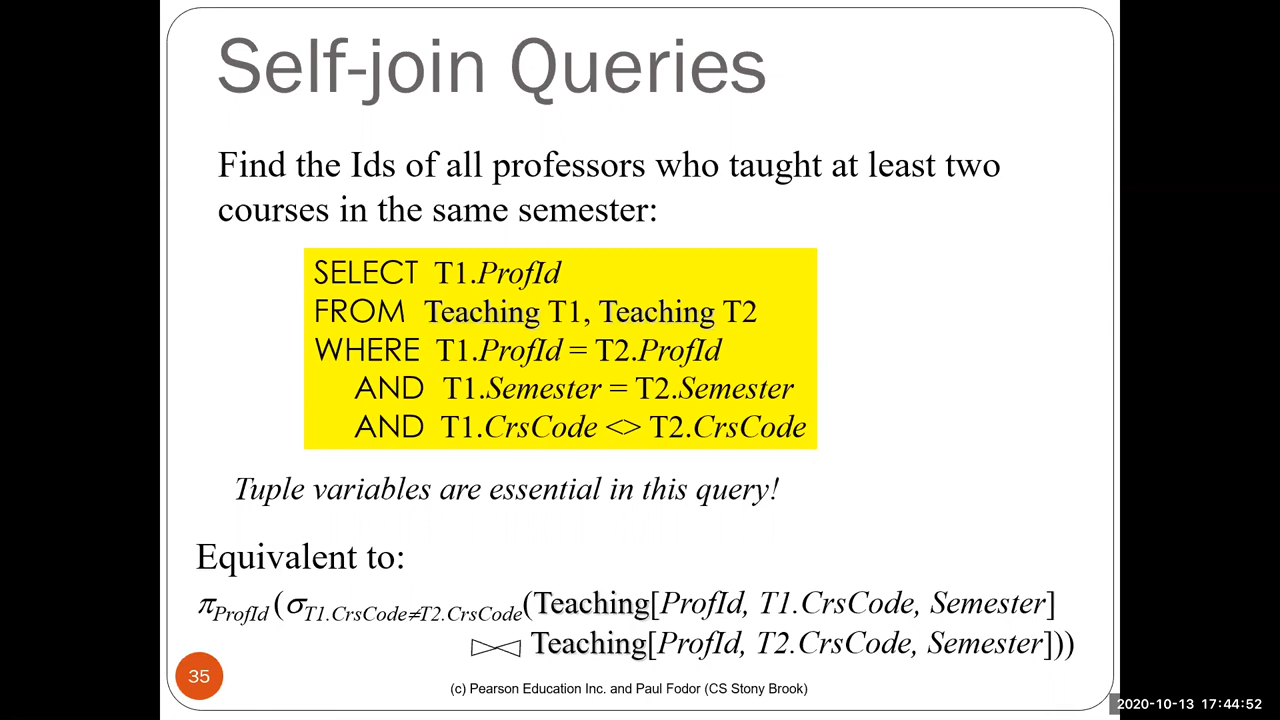 Self-join Queries
Find the Ids of all professors who taught at least two
courses in the same semester:
SELECT T1.ProfId
FROM Teaching T1, Teaching T2
WHERE T1.ProfId = T2.ProfId
AND T1.Semester = T2.Semester
AND T1.CrsCode <> T2.CrsCode
Tuple variables are essential in this query!
Equivalent to:
π ProfId (σ T1.CrsCode≠T2.CrsCode (Teaching[ProfId, T1.CrsCode, Semester]
⋈ Teaching[ProfId, T2.CrsCode, Semester]))
35
(c) Pearson Education Inc. and Paul Fodor (CS Stony Brook)
2020-10-13 17:44:52